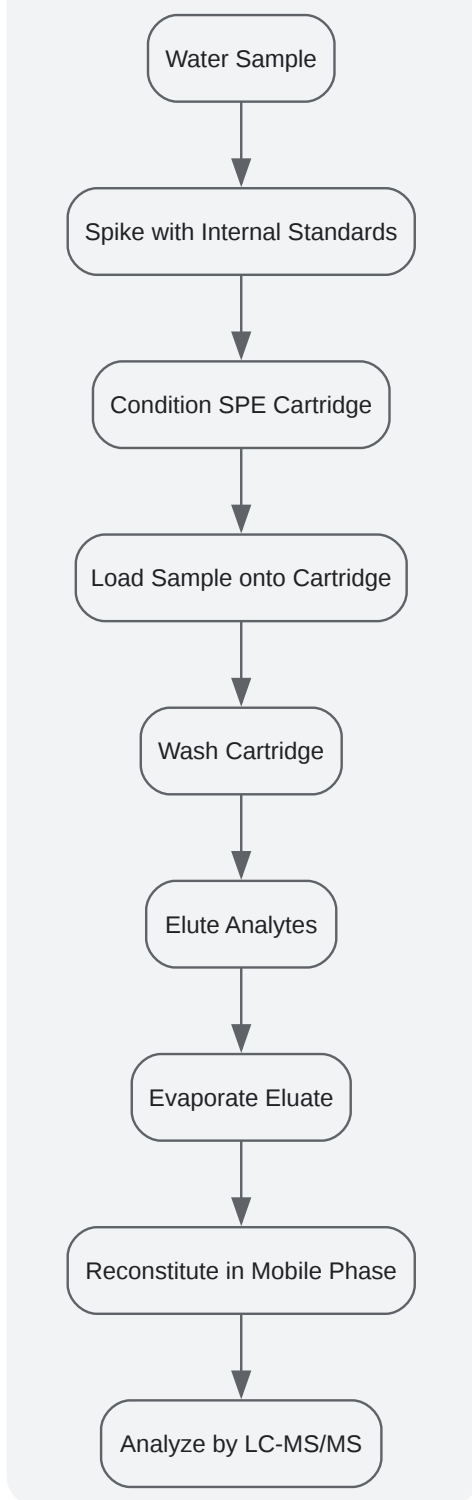 Water Sample
Spike with Internal Standards
Condition SPE Cartridge
Load Sample onto Cartridge
Wash Cartridge
Elute Analytes
Evaporate Eluate
Reconstitute in Mobile Phase
Analyze by LC-MS/MS